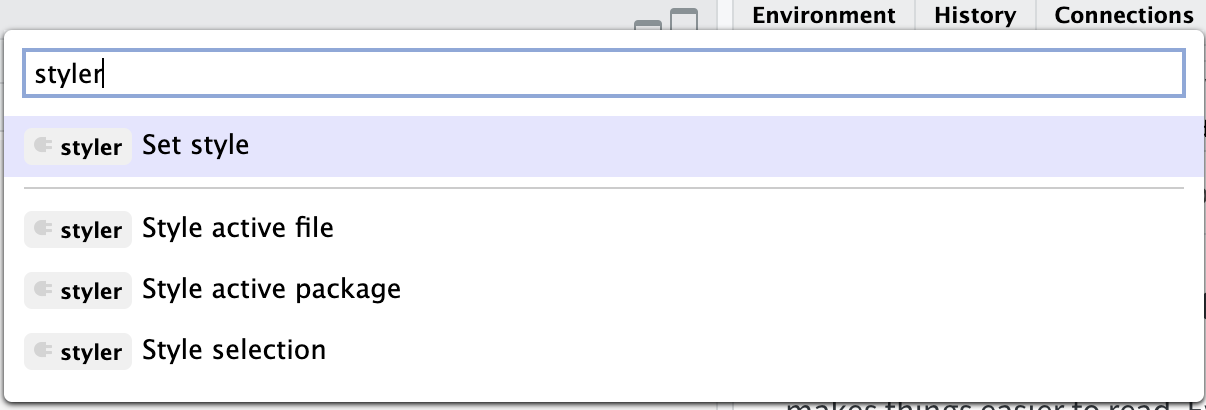 Environment History Connections
styler
styler Set style
styler Style active file
styler Style active package
styler Style selection
makes things easier to read.